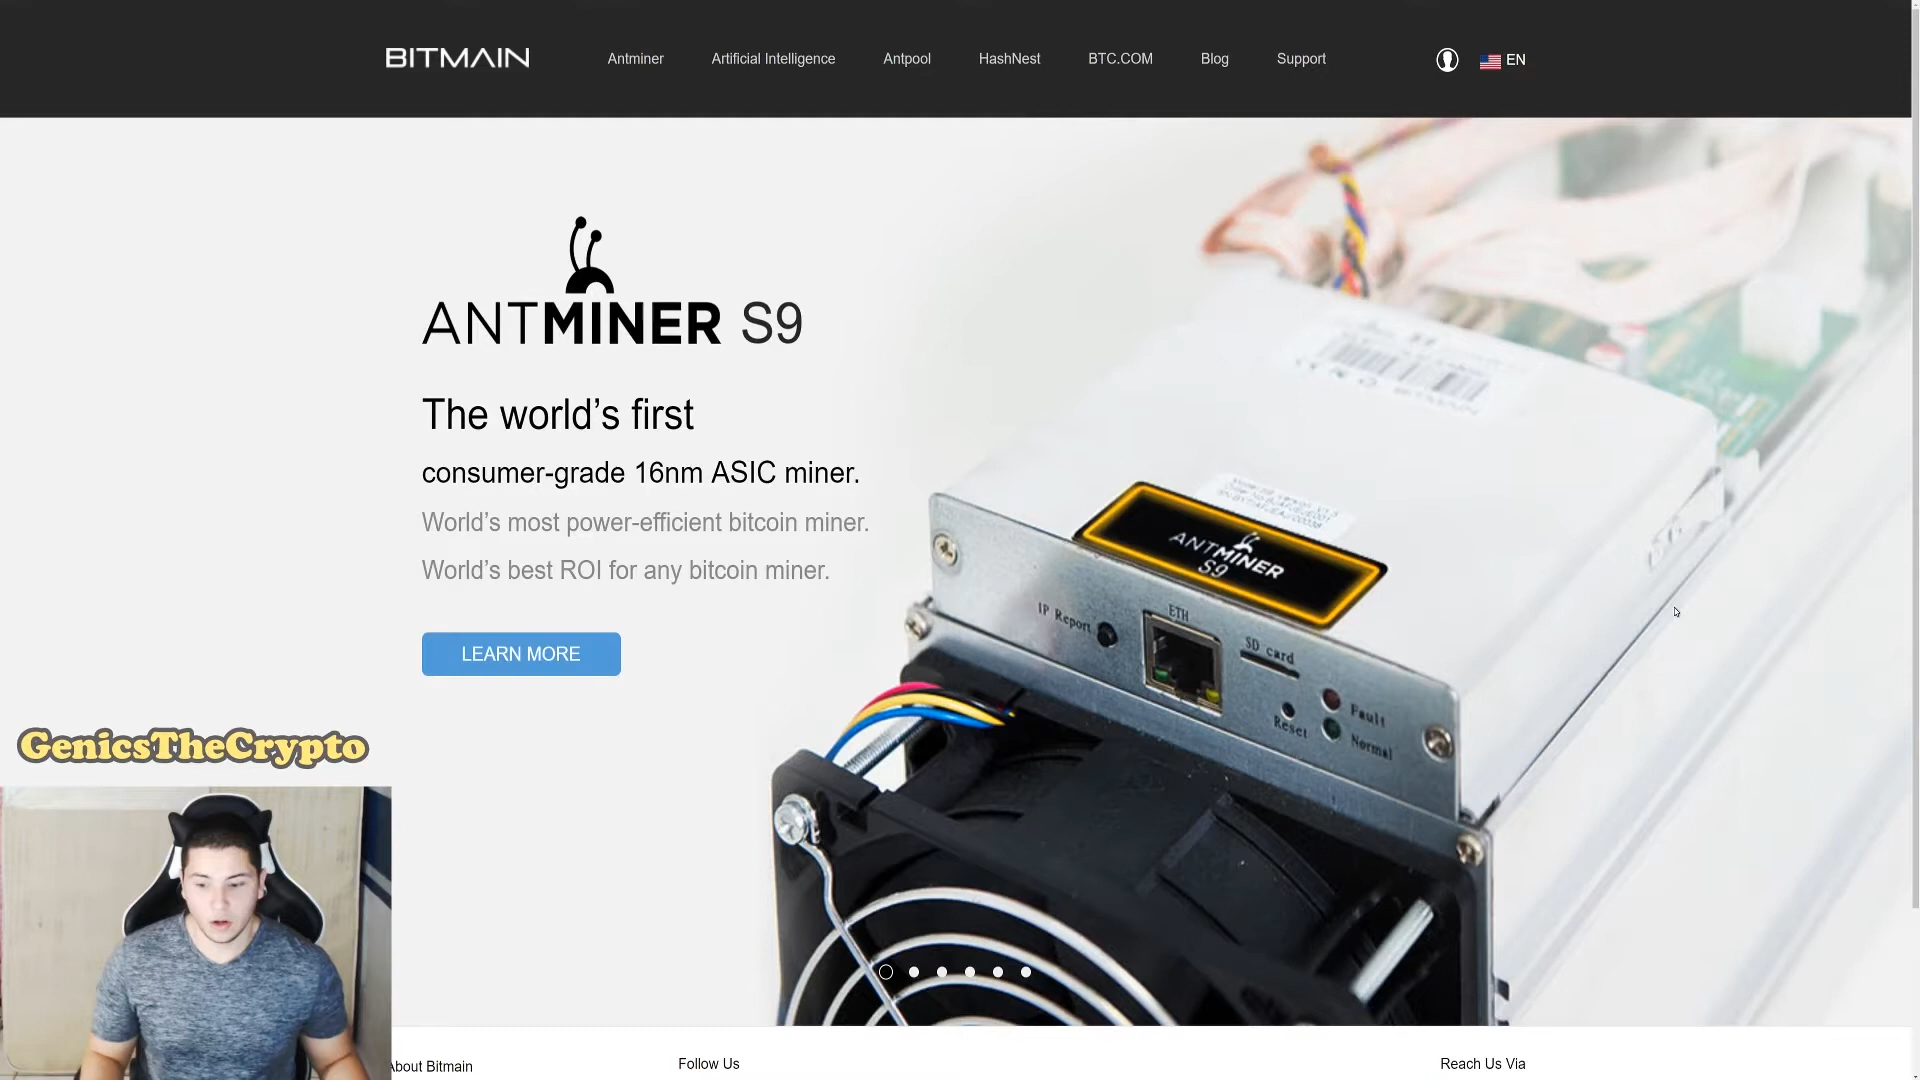 BITMAIN
Antminer
Artificial Intelligence
Antpool
HashNest
BTC.COM
Blog
Support
EN
ANTMINER S9
The world’s first
consumer-grade 16nm ASIC miner.
World’s most power-efficient bitcoin miner.
World’s best ROI for any bitcoin miner.
LEARN MORE
ANTMINER
S9
IP Report
ETH
SD card
Reset
Fault
Normal
GenicsTheCrypto
About Bitmain
Follow Us
Reach Us Via